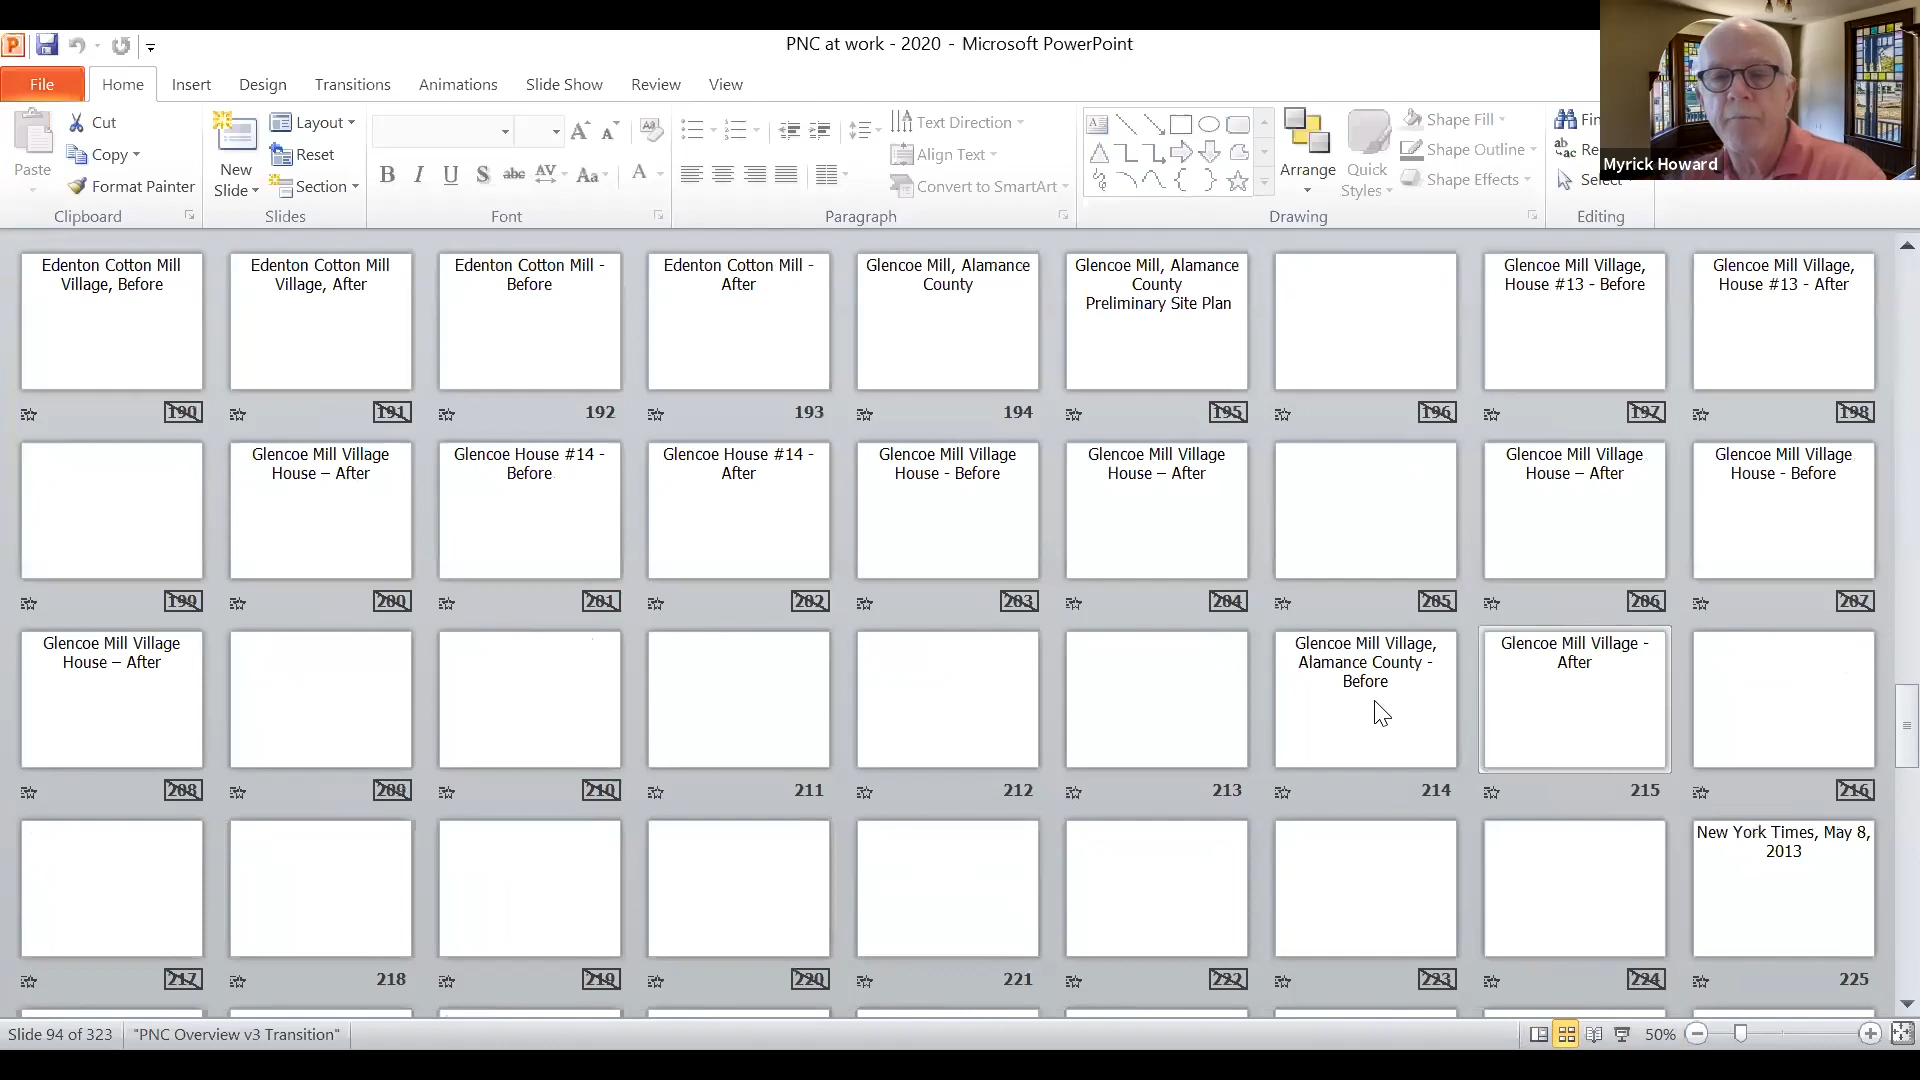 PNC at work - 2020 - Microsoft PowerPoint
File Home Insert Design Transitions Animations Slide Show Review View
Paste
Cut
Copy
Format Painter
Clipboard
New
Slide
Layout
Reset
Section
Slides
B I U S abc AV Aa A
Font
Text Direction
Align Text
Convert to SmartArt
Paragraph
Arrange
Quick
Styles
Shape Fill
Shape Outline
Shape Effects
Drawing
Select
Editing
Myrick Howard
Edenton Cotton Mill
Village, Before
Edenton Cotton Mill
Village, After
Edenton Cotton Mill -
Before
Edenton Cotton Mill -
After
Glencoe Mill, Alamance
County
Glencoe Mill, Alamance
County
Preliminary Site Plan
Glencoe Mill Village,
House #13 - Before
Glencoe Mill Village,
House #13 - After
190 191 192 193 194 195 196 197 198
Glencoe Mill Village
House – After
Glencoe House #14 -
Before
Glencoe House #14 -
After
Glencoe Mill Village
House - Before
Glencoe Mill Village
House – After
Glencoe Mill Village
House – After
Glencoe Mill Village
House - Before
199 200 201 202 203 204 205 206 207
Glencoe Mill Village
House – After
Glencoe Mill Village,
Alamance County -
Before
Glencoe Mill Village -
After
208 209 210 211 212 213 214 215 216
New York Times, May 8,
2013
217 218 219 220 221 222 223 224 225
Slide 94 of 323 "PNC Overview v3 Transition" 50%